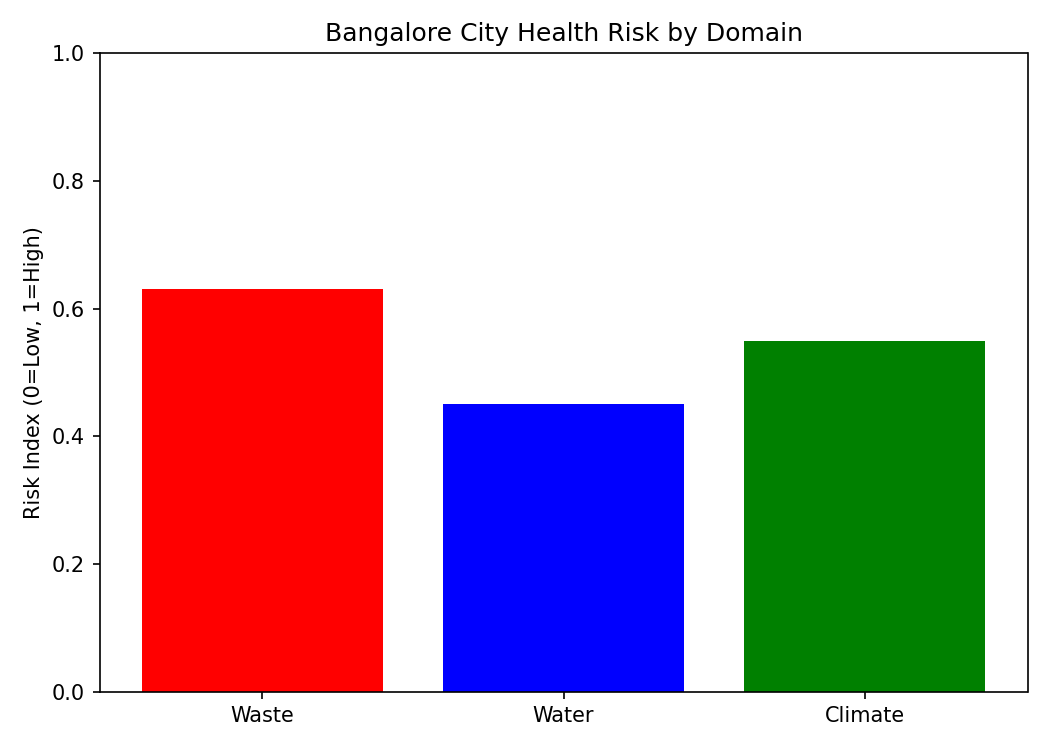 Bangalore City Health Risk by Domain
Risk Index (0=Low, 1=High)
1.0
0.8
0.6
0.4
0.2
0.0
Waste Water Climate